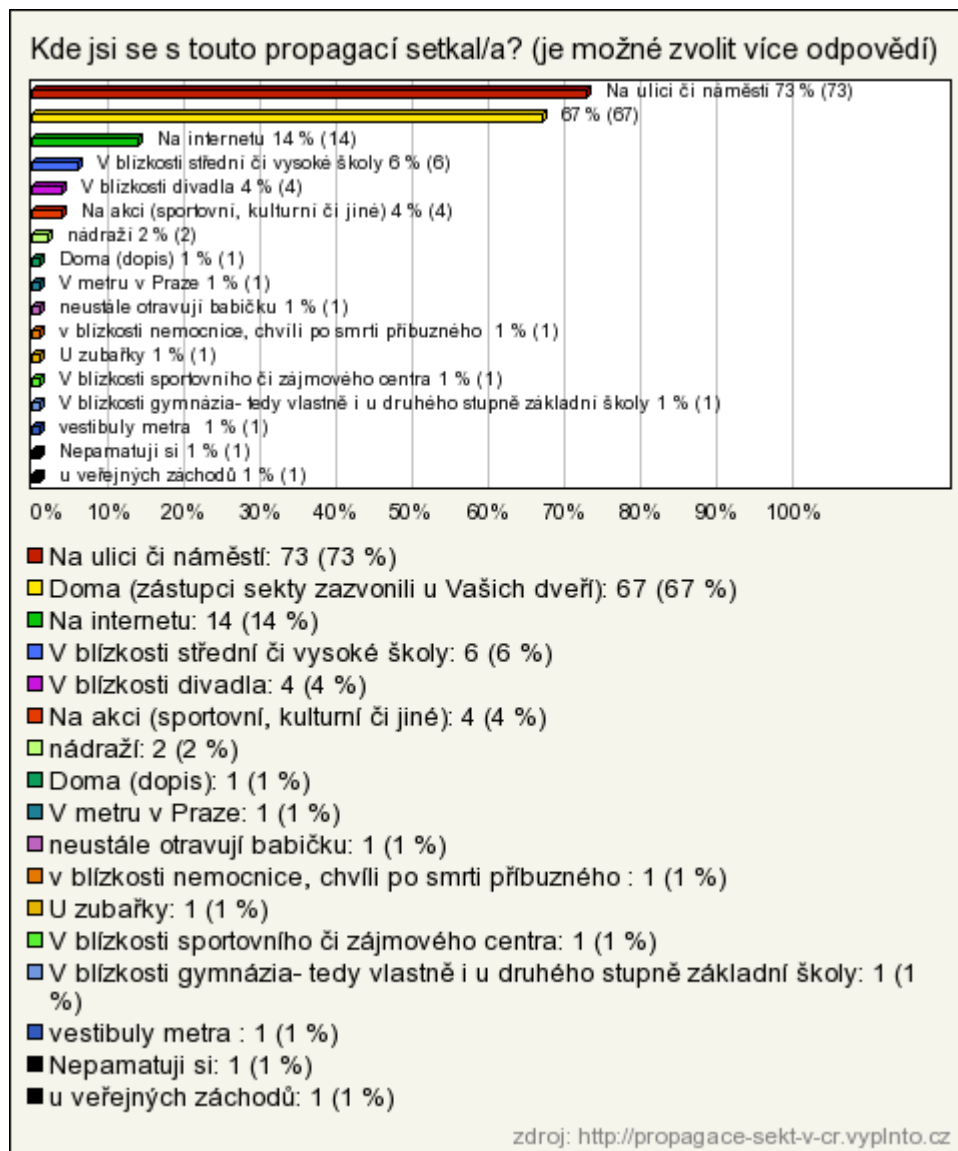 Kde jsi se s touto propagací setkal/a? (je možné zvolit více odpovědí)
Na ulici či náměstí 73 % (73)
67 % (67)
Na internetu 14 % (14)
V blízkosti střední či vysoké školy 6 % (6)
V blízkosti divadla 4 % (4)
Na akci (sportovní, kulturní či jiné) 4 % (4)
nádraží 2 % (2)
Doma (dopis) 1 % (1)
V metru v Praze 1 % (1)
neustále otravují babičku 1 % (1)
v blízkosti nemocnice, chvíli po smrti příbuzného 1 % (1)
U zubařky 1 % (1)
V blízkosti sportovního či zájmového centra 1 % (1)
V blízkosti gymnázia- tedy vlastně i u druhého stupně základní školy 1 % (1)
vestibuly metra 1 % (1)
Nepamatuji si 1 % (1)
u veřejných záchodů 1 % (1)
0% 10% 20% 30% 40% 50% 60% 70% 80% 90% 100%
Na ulici či náměstí: 73 (73 %)
Doma (zástupci sekty zazvonili u Vašich dveří): 67 (67 %)
Na internetu: 14 (14 %)
V blízkosti střední či vysoké školy: 6 (6 %)
V blízkosti divadla: 4 (4 %)
Na akci (sportovní, kulturní či jiné): 4 (4 %)
nádraží: 2 (2 %)
Doma (dopis): 1 (1 %)
V metru v Praze: 1 (1 %)
neustále otravují babičku: 1 (1 %)
v blízkosti nemocnice, chvíli po smrti příbuzného : 1 (1 %)
U zubařky: 1 (1 %)
V blízkosti sportovního či zájmového centra: 1 (1 %)
V blízkosti gymnázia- tedy vlastně i u druhého stupně základní školy: 1 (1
%)
vestibuly metra : 1 (1 %)
Nepamatuji si: 1 (1 %)
u veřejných záchodů: 1 (1 %)
zdroj: http://propagace-sekt-v-cr.vyplnto.cz